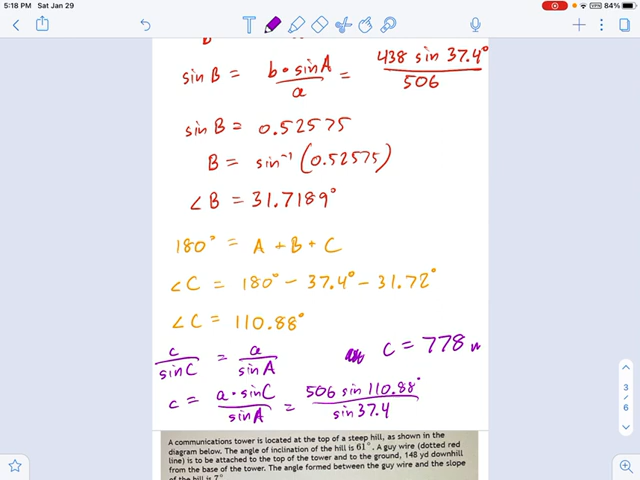 5:18 PM Sat Jan 29
84%
T
sin B = b • sin A / a = 438 sin 37.4° / 506
sin B = 0.52575
B = sin⁻¹ (0.52575)
∠B = 31.7189°
180° = A + B + C
∠C = 180° − 37.4° − 31.72°
∠C = 110.88°
c / sin C = a / sin A
c = 778 m
c = a • sin C / sin A = 506 sin 110.88° / sin 37.4
3
6
A communications tower is located at the top of a steep hill, as shown in the
diagram below. The angle of inclination of the hill is 61°. A guy wire (dotted red
line) is to be attached to the top of the tower and to the ground, 148 yd downhill
from the base of the tower. The angle formed between the guy wire and the slope
of the hill is 7°